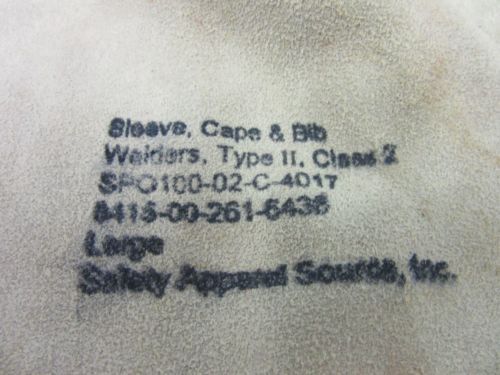 Sleeve, Cape & Bib
Welders, Type II, Class 2
SPO100-02-C-4017
8415-00-261-6436
Large
Safety Apparel Source, Inc.